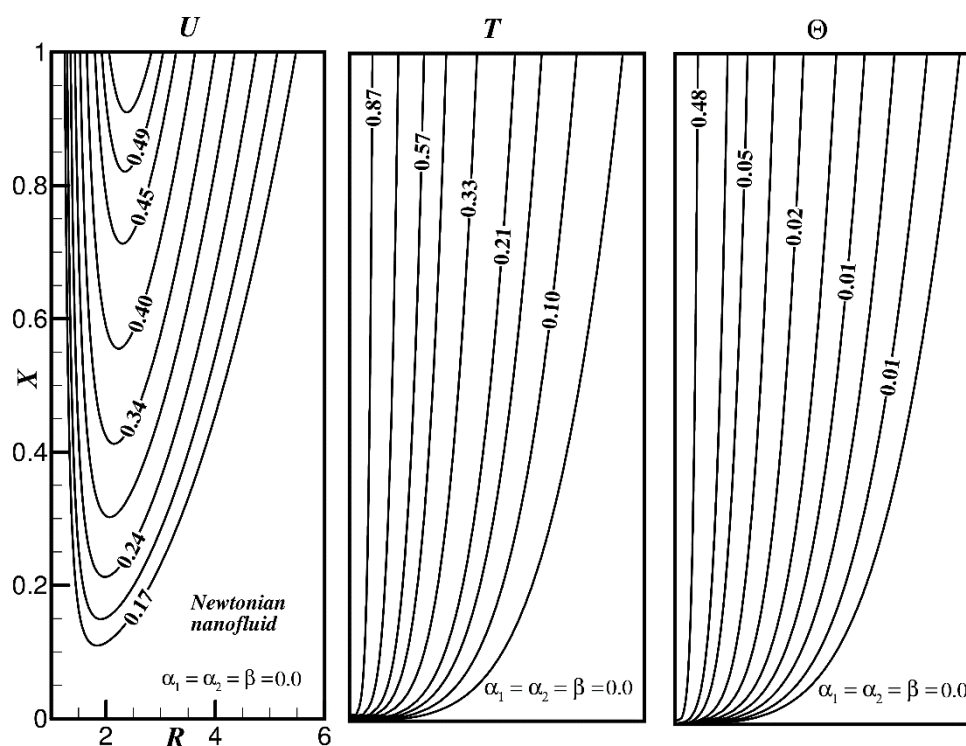 U
T
Θ
1
0.8
0.6
X
0.4
0.2
0
2
R
4
6
0.49
0.45
0.40
0.34
0.24
0.17
Newtonian
nanofluid
α₁ = α₂ = β = 0.0
0.87
0.57
0.33
0.21
0.10
α₁ = α₂ = β = 0.0
0.48
0.05
0.02
0.01
0.01
α₁ = α₂ = β = 0.0